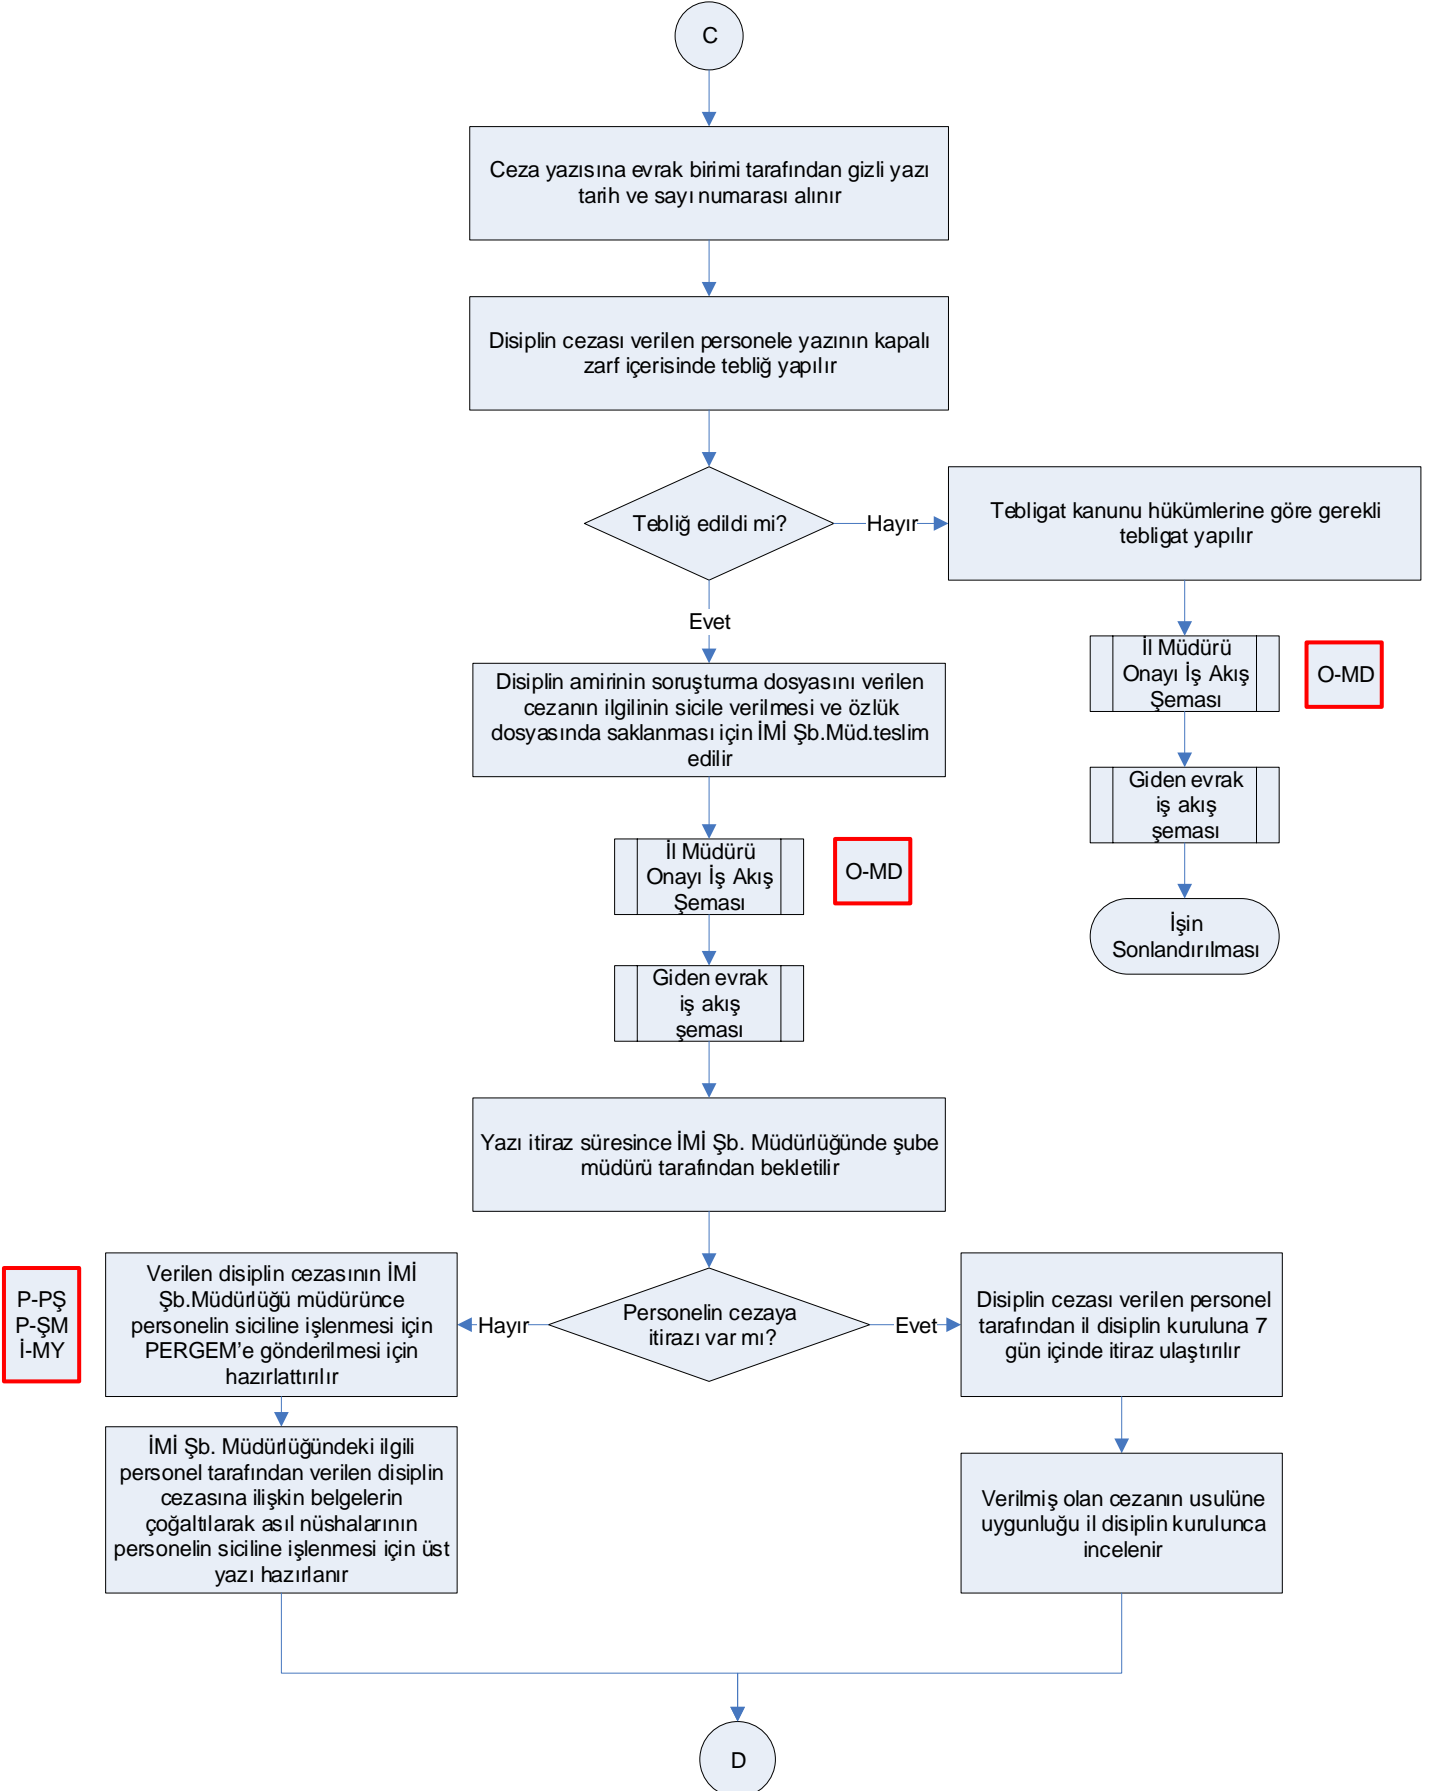 C
Ceza yazısına evrak birimi tarafından gizli yazı
tarih ve sayı numarası alınır
Disiplin cezası verilen personele yazının kapalı
zarf içerisinde tebliğ yapılır
Tebliğ edildi mi?
Hayır
Tebligat kanunu hükümlerine göre gerekli
tebligat yapılır
Evet
İl Müdürü
Onayı İş Akış
Şeması
O-MD
Giden evrak
iş akış
şeması
İşin
Sonlandırılması
Disiplin amirinin soruşturma dosyasını verilen
cezanın ilgilinin sicile verilmesi ve özlük
dosyasında saklanması için İMİ Şb.Müd.teslim
edilir
İl Müdürü
Onayı İş Akış
Şeması
O-MD
Giden evrak
iş akış
şeması
Yazı itiraz süresince İMİ Şb. Müdürlüğünde şube
müdürü tarafından bekletilir
Personelin cezaya
itirazı var mı?
Hayır
Evet
P-PŞ
P-ŞM
İ-MY
Verilen disiplin cezasının İMİ
Şb.Müdürlüğü müdürünce
personelin siciline işlenmesi için
PERGEM’e gönderilmesi için
hazırlattırılır
İMİ Şb. Müdürlüğündeki ilgili
personel tarafından verilen disiplin
cezasına ilişkin belgelerin
çoğaltılarak asıl nüshalarının
personelin siciline işlenmesi için üst
yazı hazırlanır
Disiplin cezası verilen personel
tarafından il disiplin kuruluna 7
gün içinde itiraz ulaştırılır
Verilmiş olan cezanın usulüne
uygunluğu il disiplin kurulunca
incelenir
D